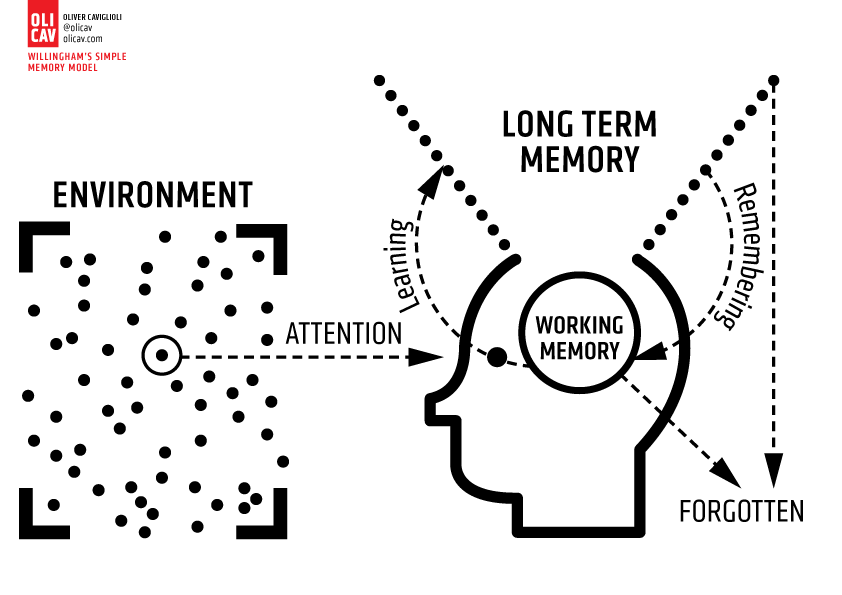 OLI
CAV
OLIVER CAVIGLIOLI
@olicav
olicav.com
WILLINGHAM'S SIMPLE
MEMORY MODEL
LONG TERM
MEMORY
ENVIRONMENT
Learning
Remembering
ATTENTION
WORKING
MEMORY
FORGOTTEN